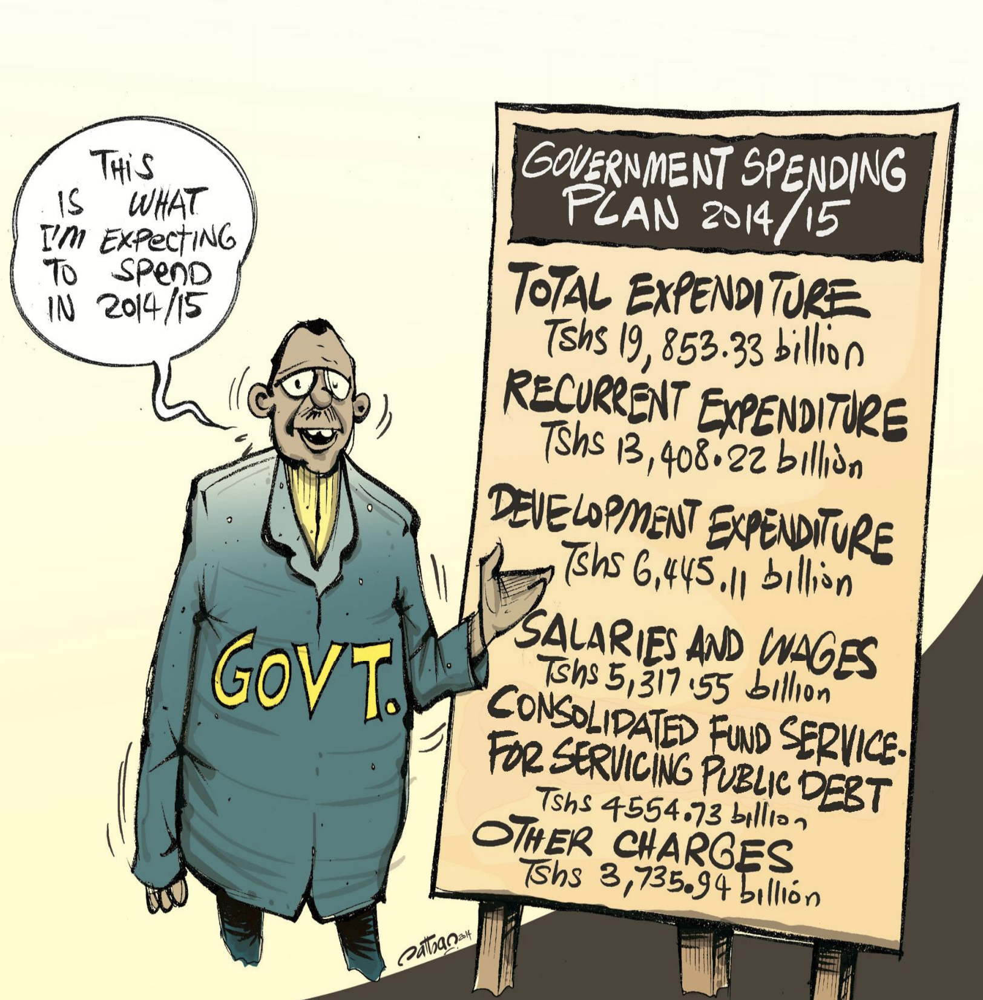 THiS
IS WHAT
I'm EXPectING
TO SPenD
IN 2014/15
GOVERNMENT SPENDING
PLAN 2014/15
TOTAL EXPENDITURE
Tshs 19,853.33 billion
RECURRENT EXPENDITURE
Tshs 13,408.22 billion
DEVELOPMENT EXPENDITURE
Tshs 6,445.11 billion
SALARIES AND WAGES
Tshs 5,317.55 billion
CONSOLIDATED FUND SERVICE-
FOR SERVICING PUBLIC DEBT
Tshs 4554.73 billion
OTHER CHARGES
Tshs 3,735.94 billion
GOVT.
nathan 2014